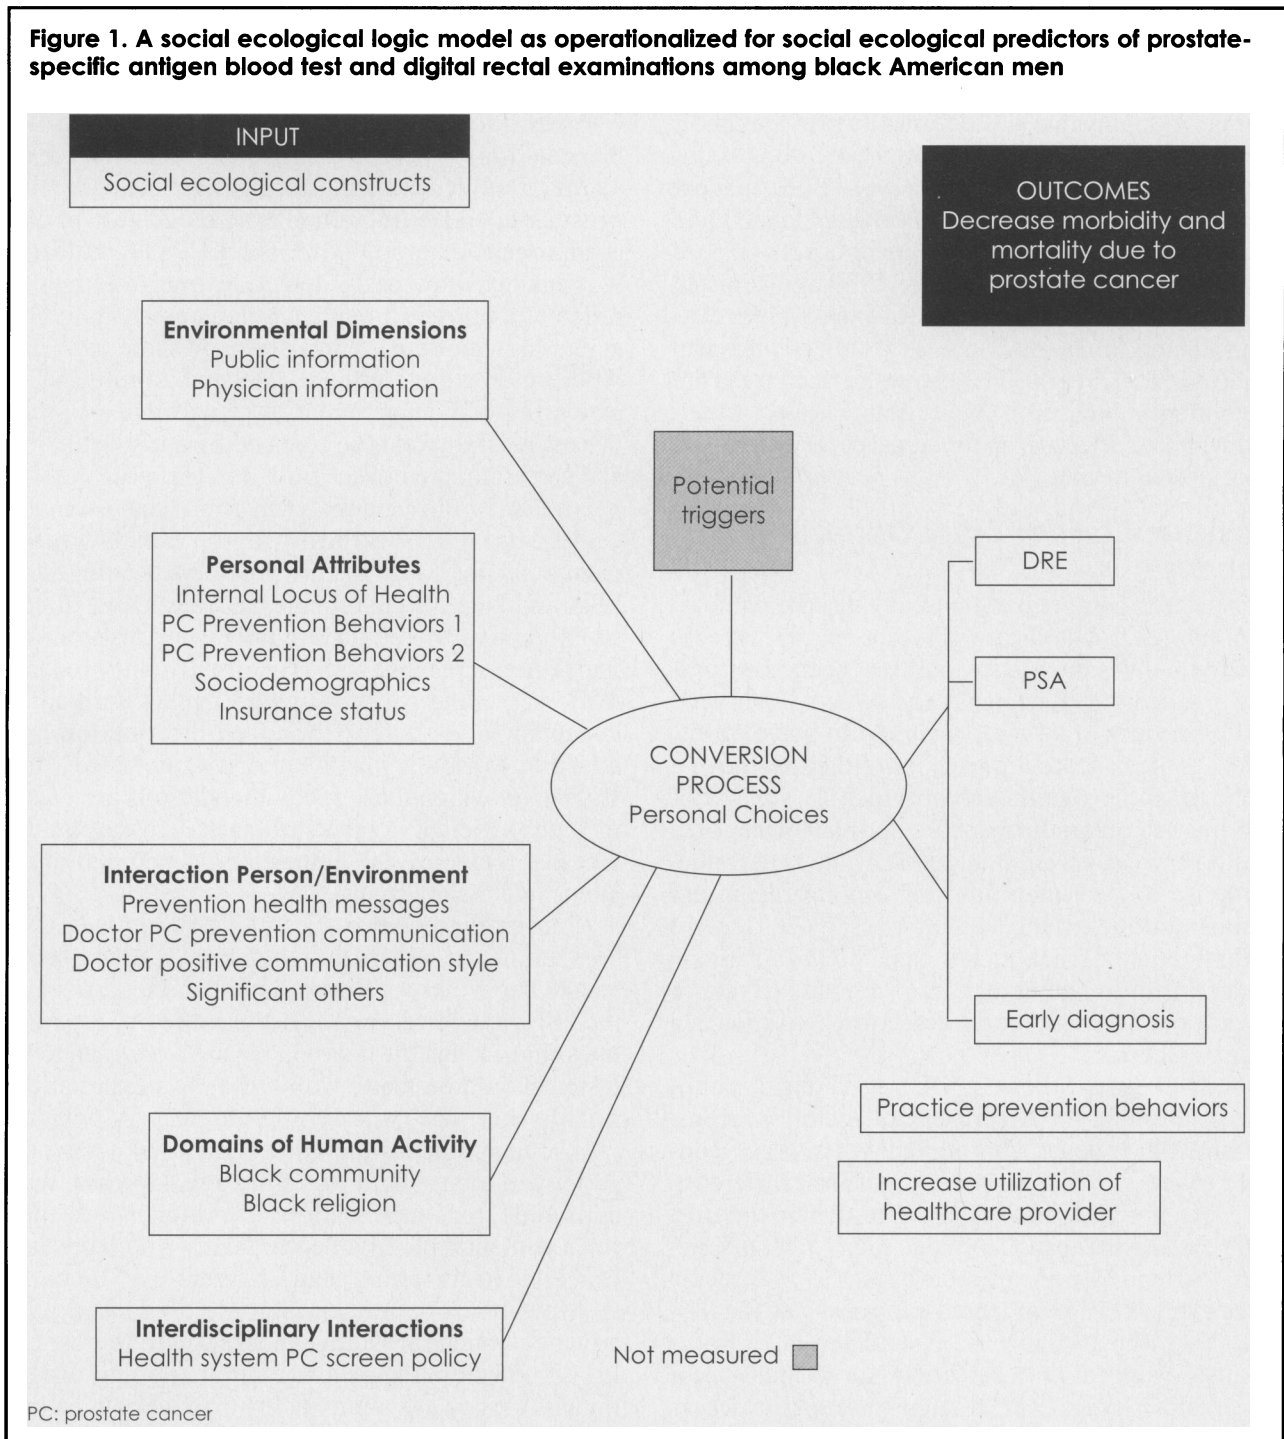 Figure 1. A social ecological logic model as operationalized for social ecological predictors of prostate-
specific antigen blood test and digital rectal examinations among black American men
INPUT
Social ecological constructs
OUTCOMES
Decrease morbidity and
mortality due to
prostate cancer
Environmental Dimensions
Public information
Physician information
Potential
triggers
Personal Attributes
Internal Locus of Health
PC Prevention Behaviors 1
PC Prevention Behaviors 2
Sociodemographics
Insurance status
DRE
PSA
CONVERSION
PROCESS
Personal Choices
Interaction Person/Environment
Prevention health messages
Doctor PC prevention communication
Doctor positive communication style
Significant others
Early diagnosis
Practice prevention behaviors
Domains of Human Activity
Black community
Black religion
Increase utilization of
healthcare provider
Interdisciplinary Interactions
Health system PC screen policy
Not measured
PC: prostate cancer